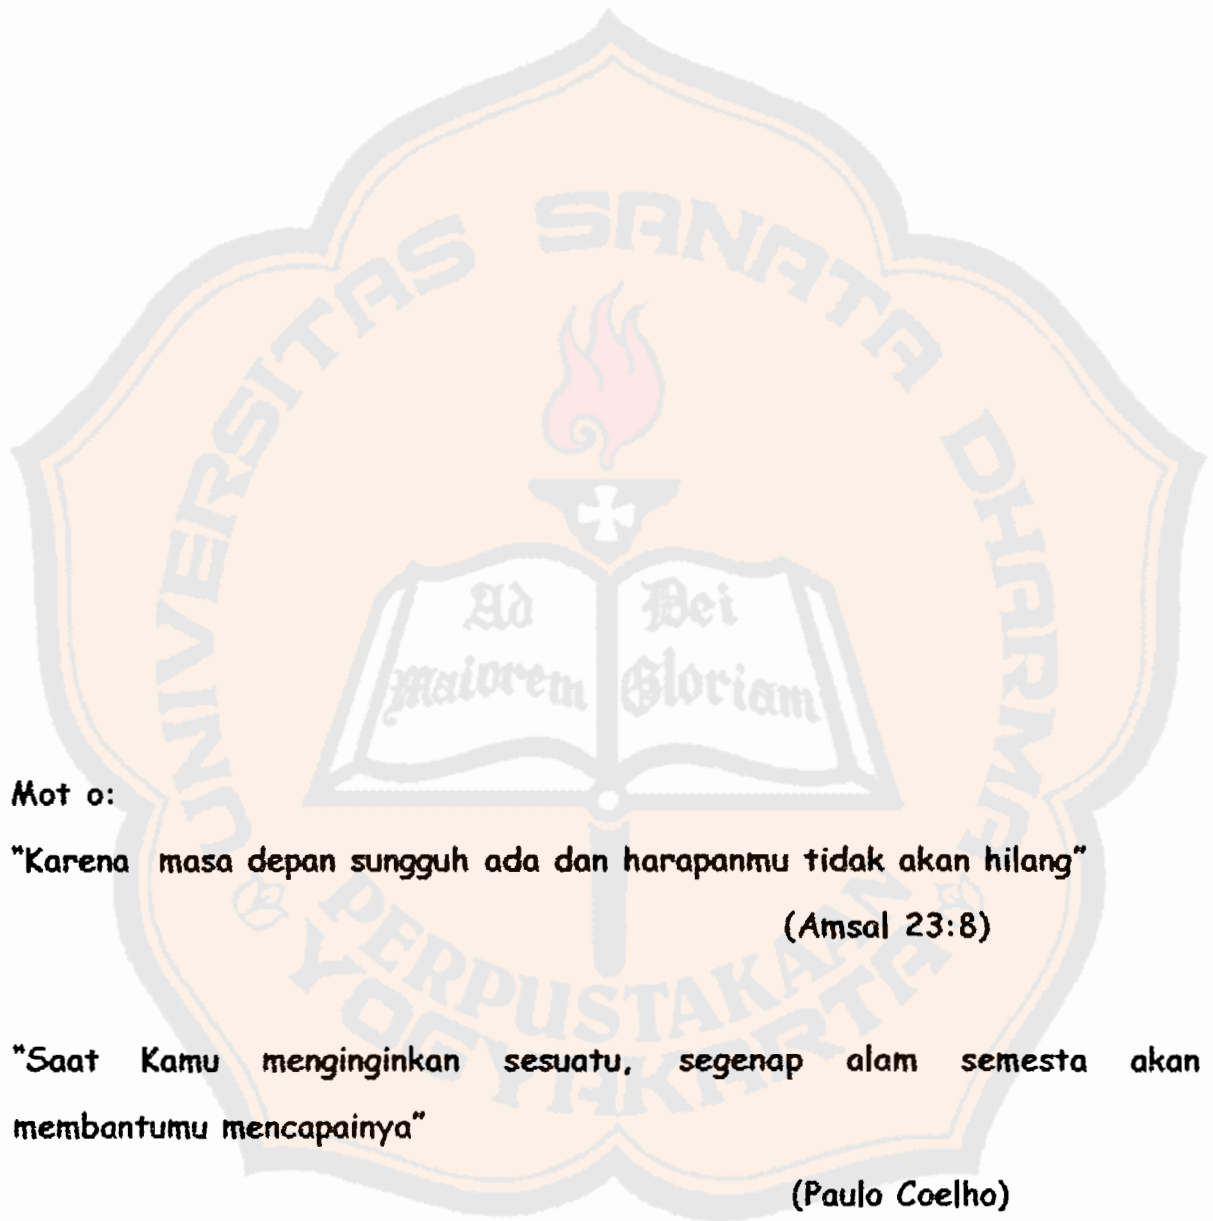 UNIVERSITAS SANATA DHARMA
Ad Dei
Maiorem Gloriam
PERPUSTAKAAN
YOGYAKARTA
Mot o:
"Karena masa depan sungguh ada dan harapanmu tidak akan hilang"
(Amsal 23:8)
"Saat Kamu menginginkan sesuatu, segenap alam semesta akan
membantumu mencapainya"
(Paulo Coelho)